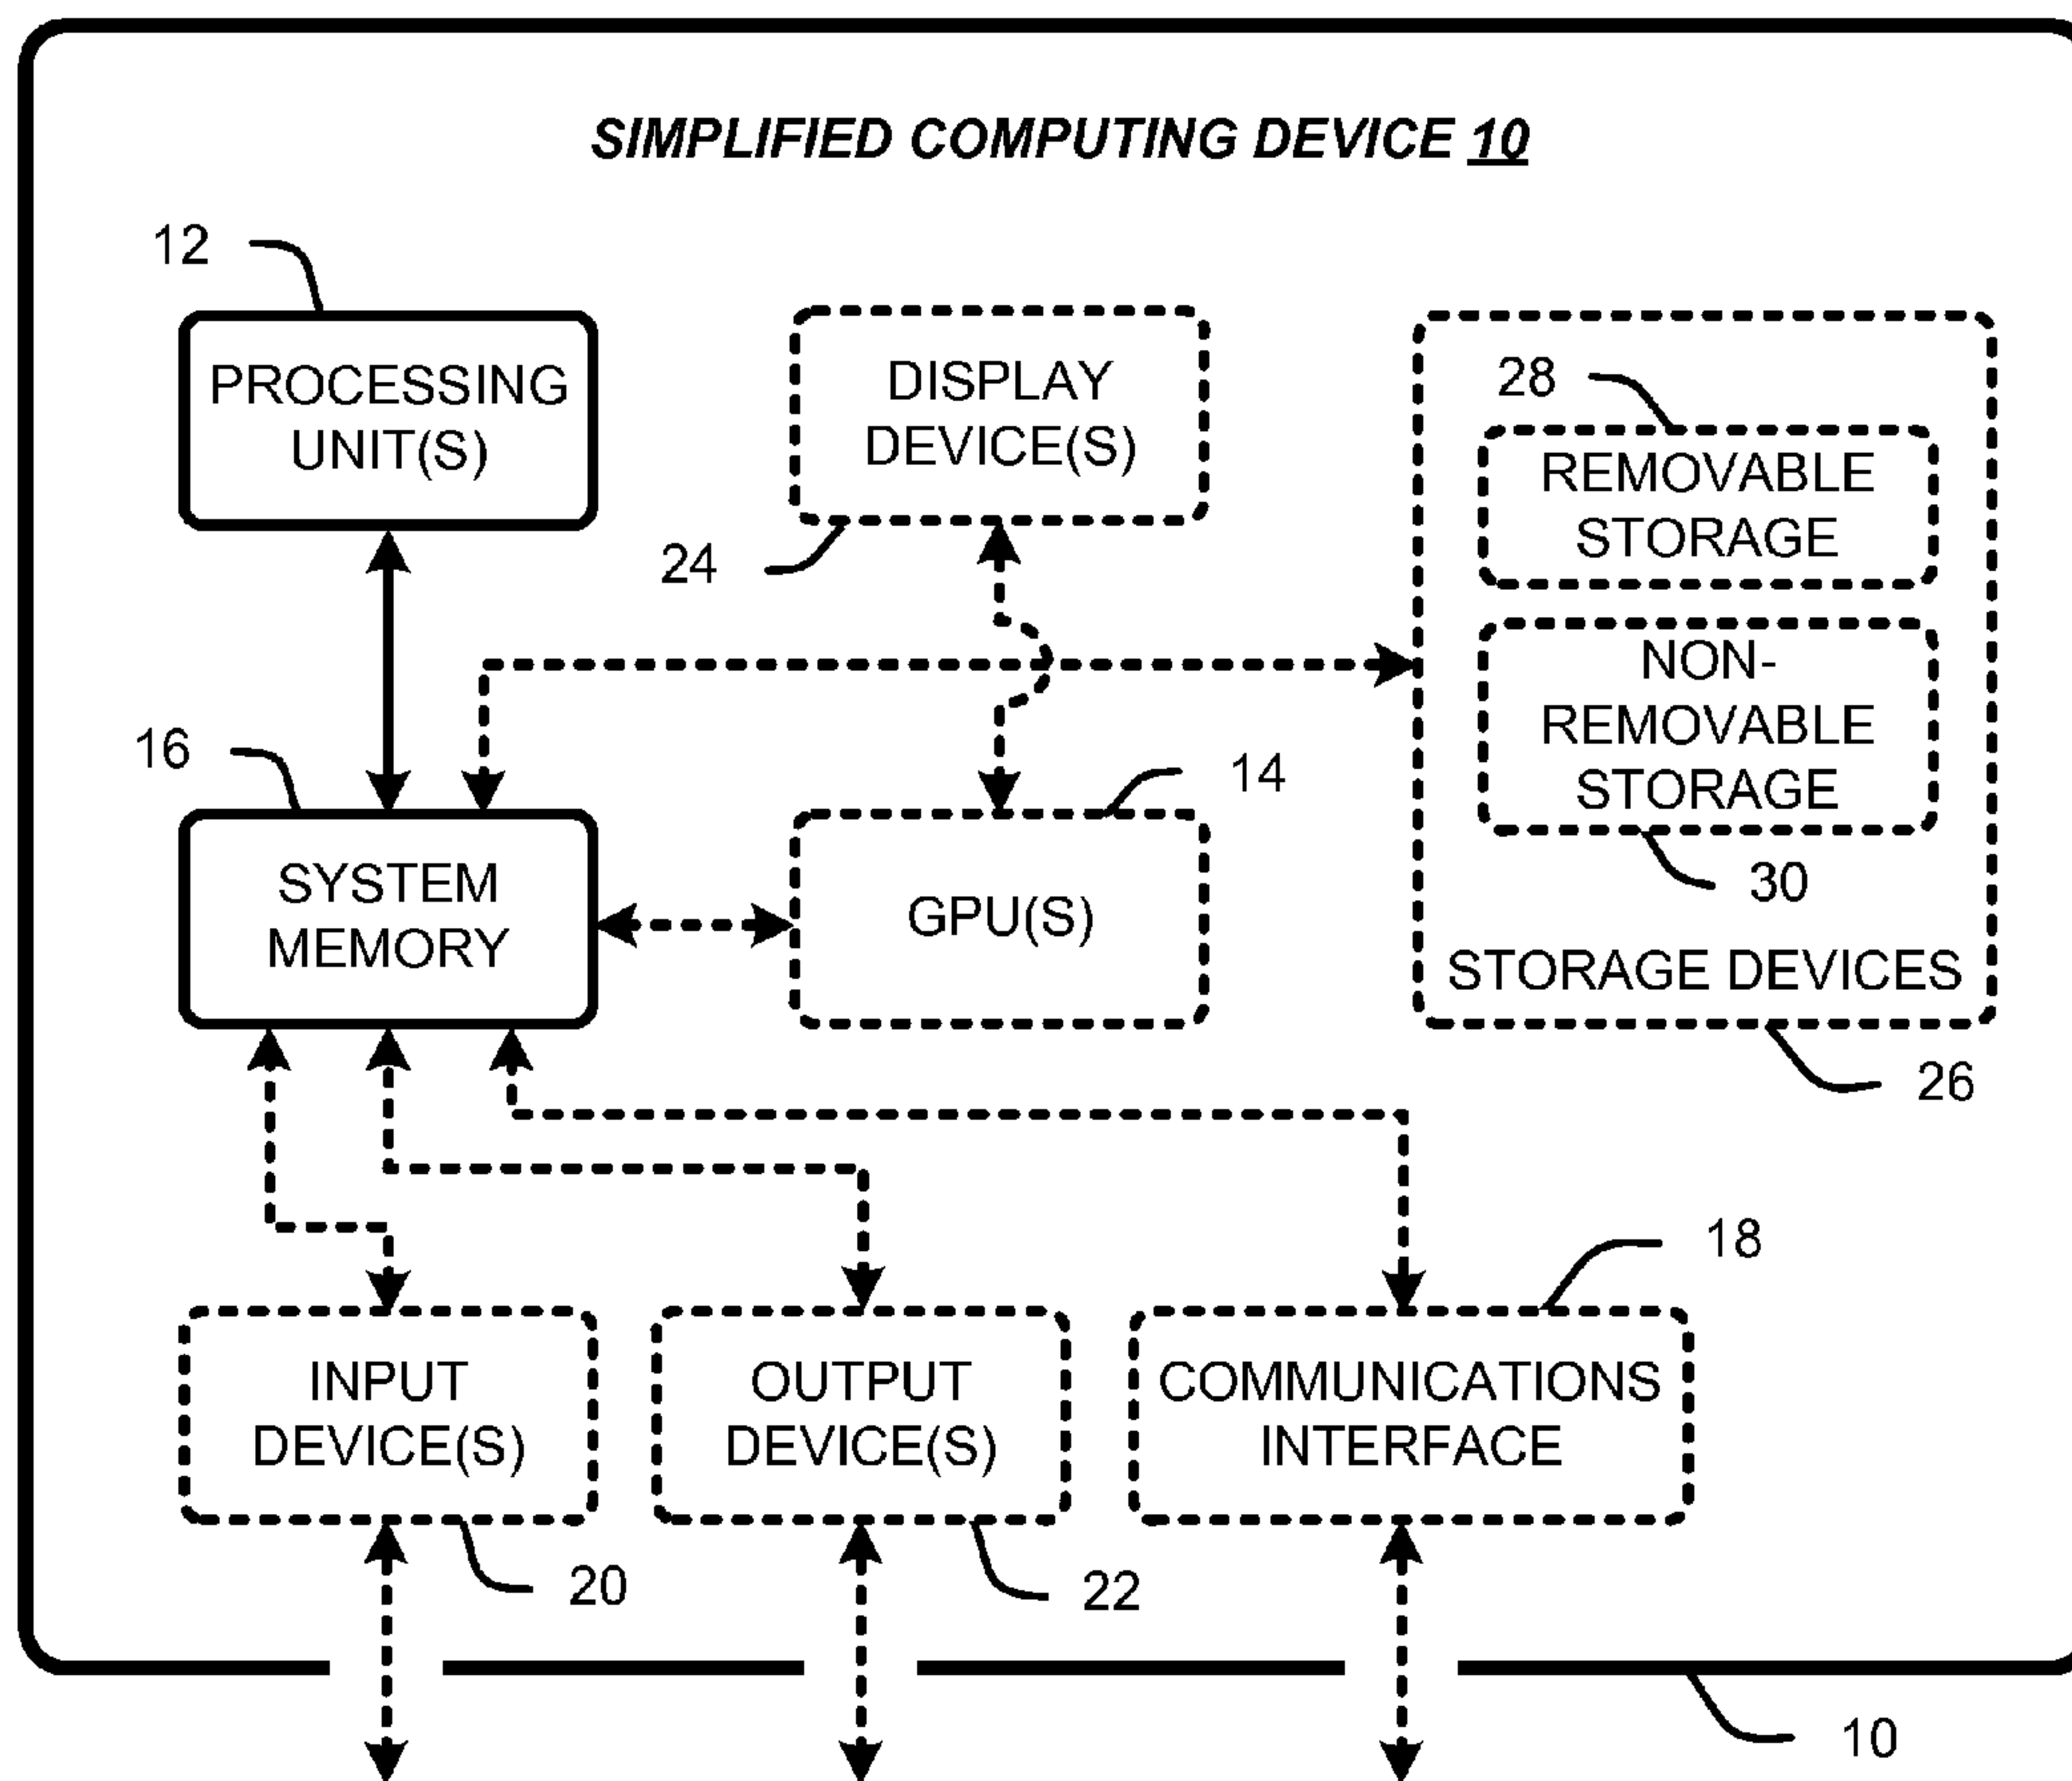 SIMPLIFIED COMPUTING DEVICE 10
12
PROCESSING
UNIT(S)
DISPLAY
DEVICE(S)
24
28
REMOVABLE
STORAGE
NON-
REMOVABLE
STORAGE
30
STORAGE DEVICES
26
16
SYSTEM
MEMORY
14
GPU(S)
18
INPUT
DEVICE(S)
20
OUTPUT
DEVICE(S)
22
COMMUNICATIONS
INTERFACE
10